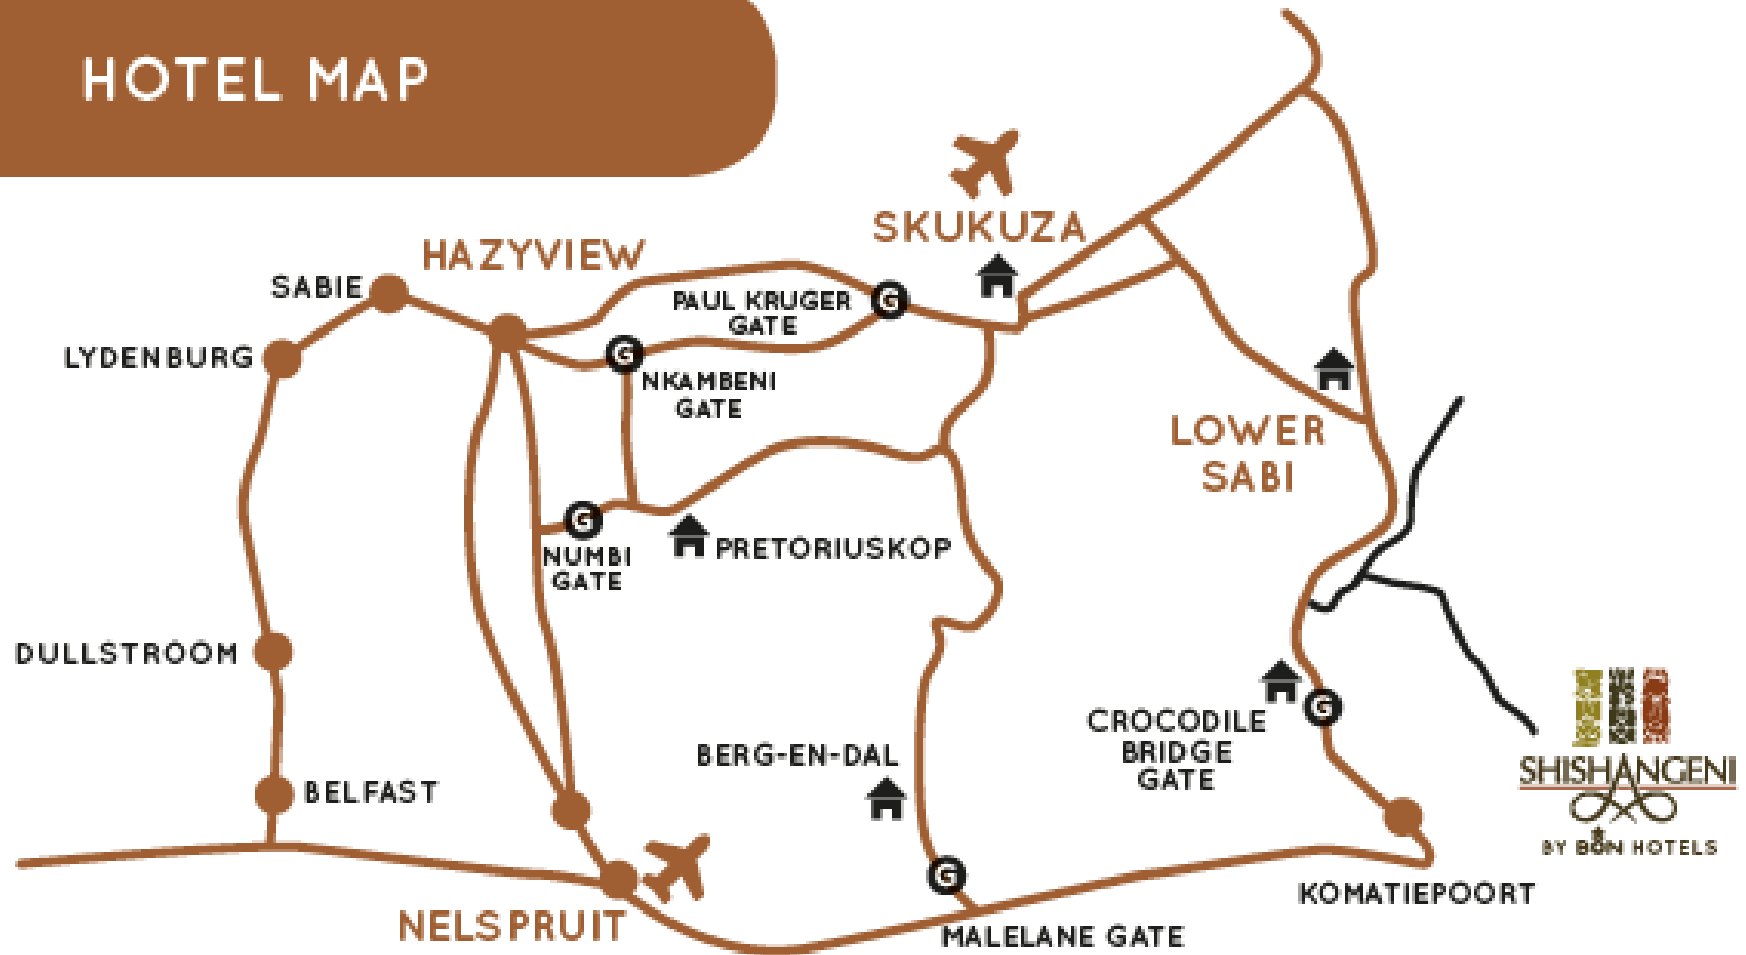 HOTEL MAP
SKUKUZA
HAZYVIEW
SABIE
PAUL KRUGER
GATE
G
LYDENBURG
G
NKAMBENI
GATE
LOWER
SABI
G
NUMBI
GATE
PRETORIUSKOP
DULLSTROOM
G
CROCODILE
BRIDGE
GATE
BERG-EN-DAL
SHISHANGENI
BY BON HOTELS
BELFAST
G
KOMATIEPOORT
NELSPRUIT
MALELANE GATE